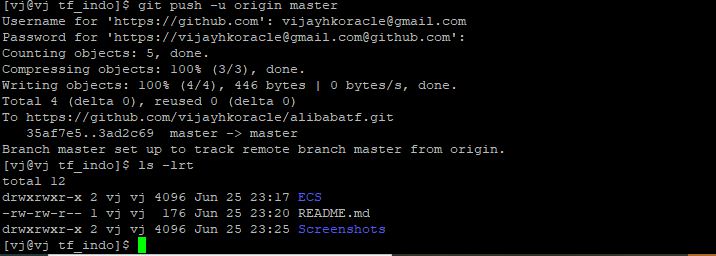 [vj@vj tf_indo]$ git push -u origin master
Username for 'https://github.com': vijayhkoracle@gmail.com
Password for 'https://vijayhkoracle@gmail.com@github.com':
Counting objects: 5, done.
Compressing objects: 100% (3/3), done.
Writing objects: 100% (4/4), 446 bytes | 0 bytes/s, done.
Total 4 (delta 0), reused 0 (delta 0)
To https://github.com/vijayhkoracle/alibabatf.git
   35af7e5..3ad2c69  master -> master
Branch master set up to track remote branch master from origin.
[vj@vj tf_indo]$ ls -lrt
total 12
drwxrwxr-x 2 vj vj 4096 Jun 25 23:17 ECS
-rw-rw-r-- 1 vj vj  176 Jun 25 23:20 README.md
drwxrwxr-x 2 vj vj 4096 Jun 25 23:25 Screenshots
[vj@vj tf_indo]$